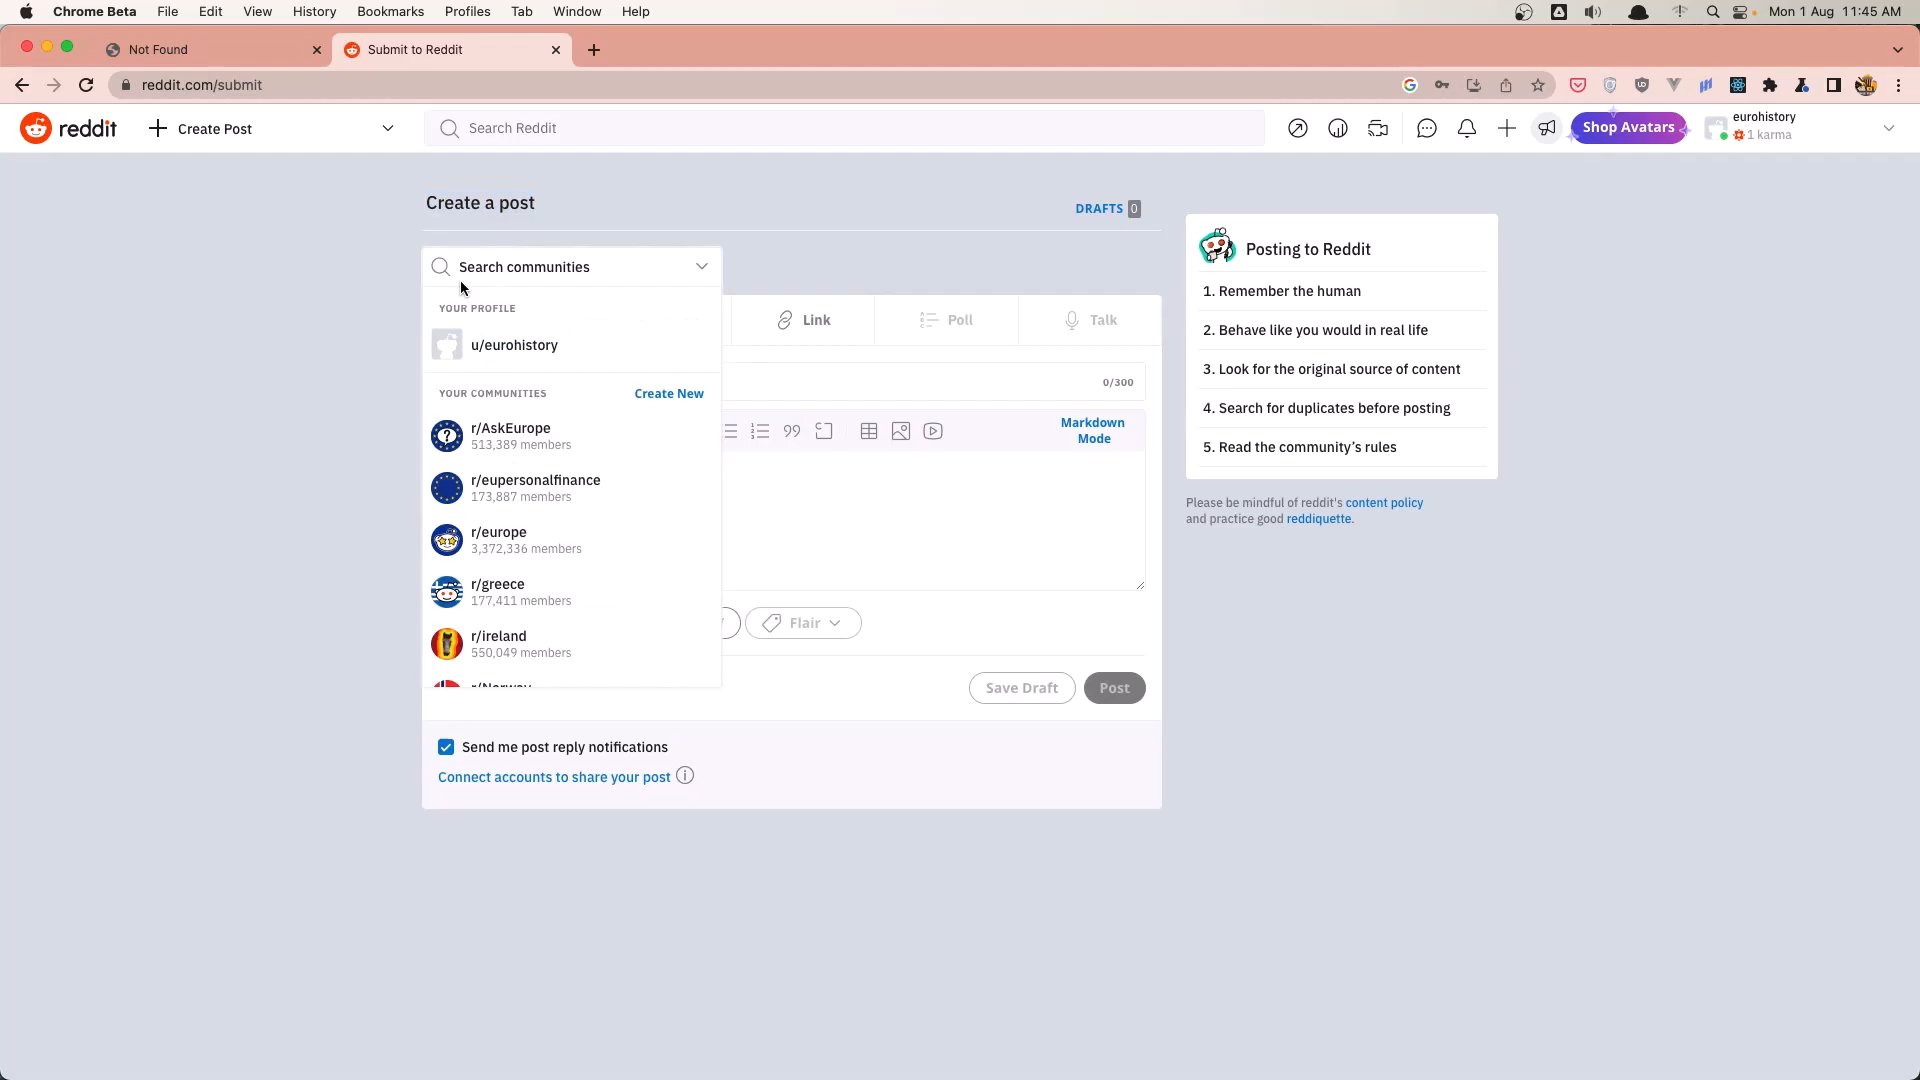 Chrome Beta File Edit View History Bookmarks Profiles Tab Window Help Mon 1 Aug 11:45 AM
Not Found Submit to Reddit
reddit.com/submit
reddit Create Post Search Reddit Shop Avatars eurohistory
1 karma
Create a post DRAFTS 0
Search communities
YOUR PROFILE
u/eurohistory
YOUR COMMUNITIES Create New
r/AskEurope
513,389 members
r/eupersonalfinance
173,887 members
r/europe
3,372,336 members
r/greece
177,411 members
r/ireland
550,049 members
r/Norway
Link Poll Talk
0/300
Markdown
Mode
Flair
Save Draft Post
Send me post reply notifications
Connect accounts to share your post
Posting to Reddit
1. Remember the human
2. Behave like you would in real life
3. Look for the original source of content
4. Search for duplicates before posting
5. Read the community’s rules
Please be mindful of reddit's content policy
and practice good reddiquette.